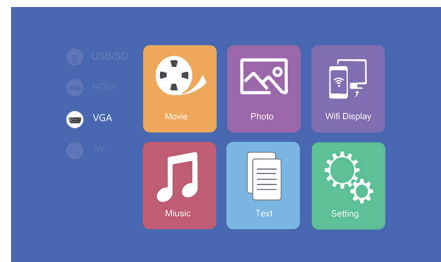 USB/SD
HDMI
VGA
AV
Movie
Photo
Wifi Display
Miusic
Text
Setting